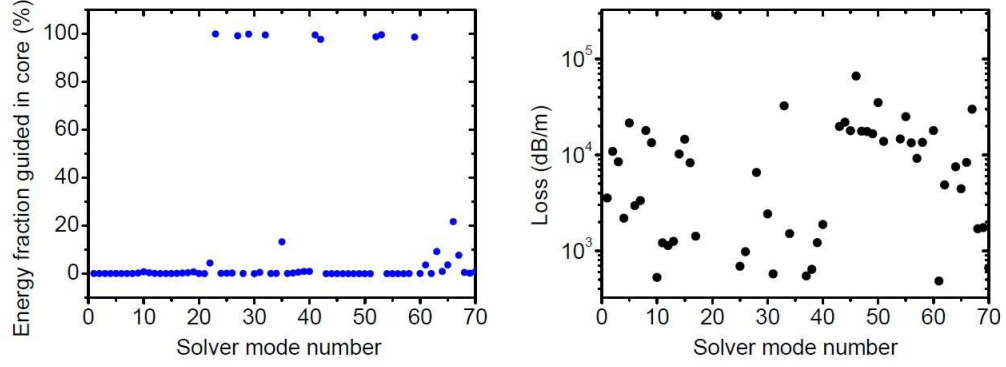 Energy fraction guided in core (%)
100
80
60
40
20
0
0 10 20 30 40 50 60 70
Solver mode number
Loss (dB/m)
10^5
10^4
10^3
0 10 20 30 40 50 60 70
Solver mode number